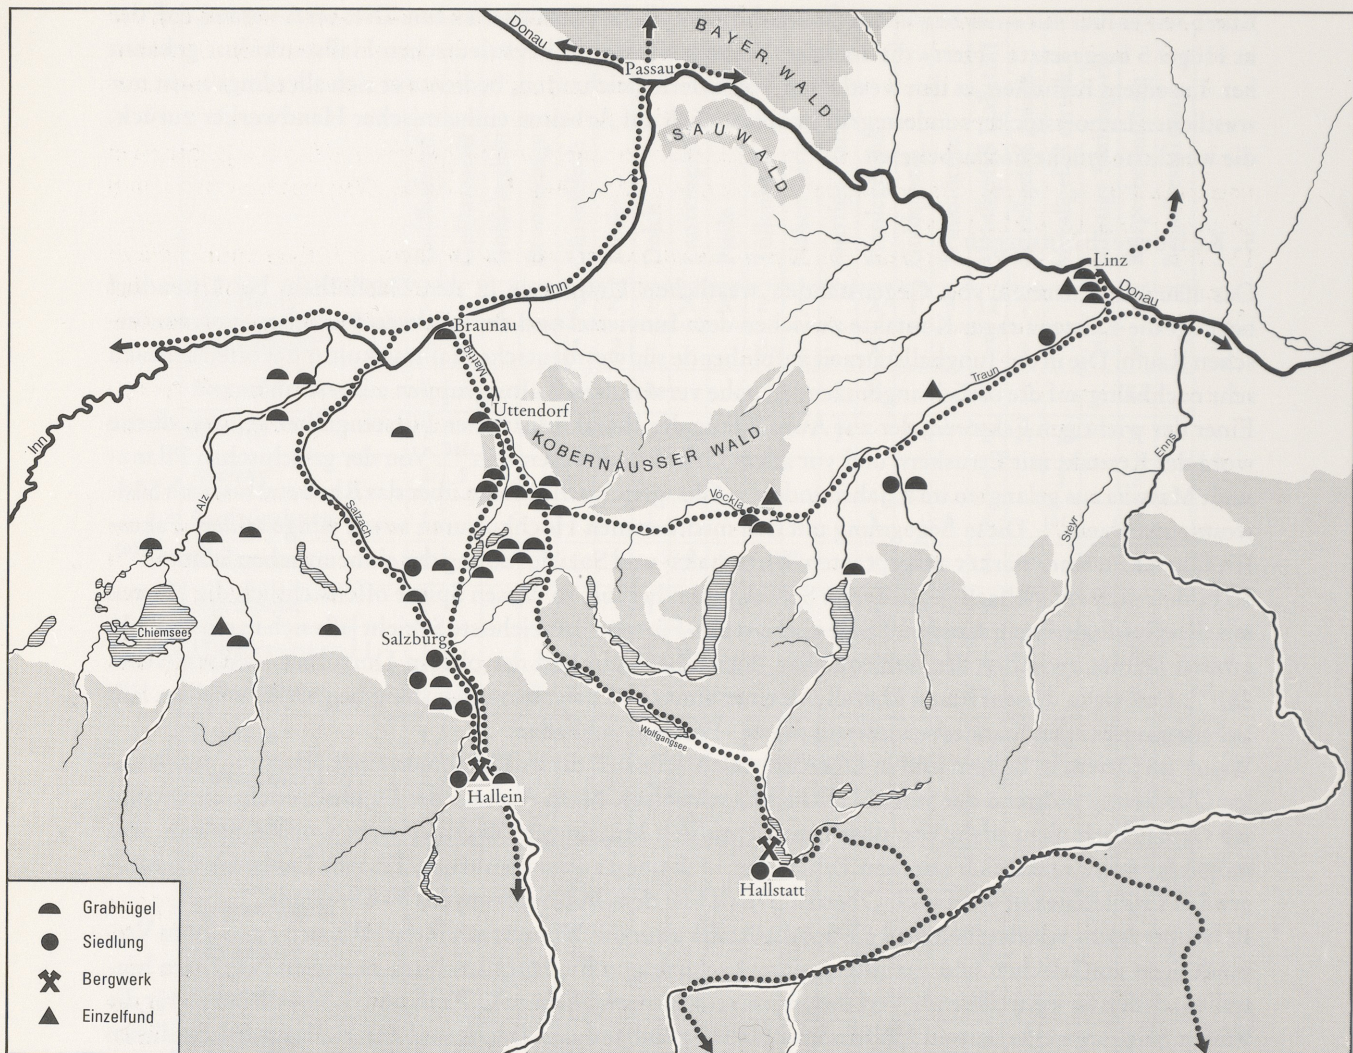 Donau
BAYER. WALD
Passau
SAUWALD
Linz
Donau
Inn
Braunau
Mattig
Traun
Uttendorf
KOBERNAUSSER WALD
Inn
Enns
Alz
Vöckla
Salzach
Steyr
Chiemsee
Salzburg
Wolfgangsee
Hallein
Hallstatt
Grabhügel
Siedlung
Bergwerk
Einzelfund